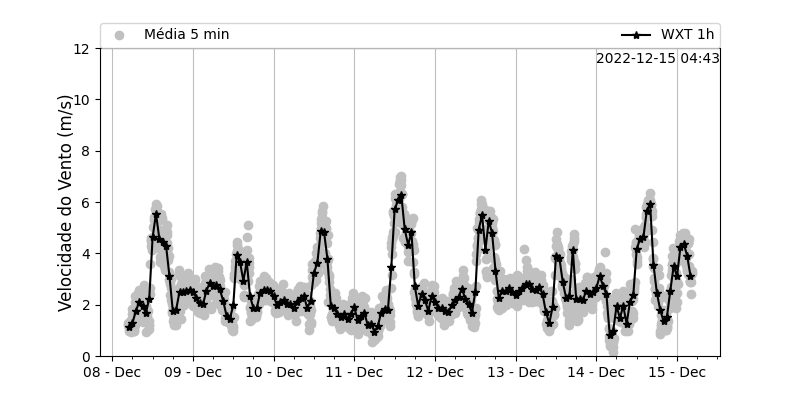 Média 5 min
WXT 1h
2022-12-15 04:43
Velocidade do Vento (m/s)
12
10
8
6
4
2
0
08 - Dec 09 - Dec 10 - Dec 11 - Dec 12 - Dec 13 - Dec 14 - Dec 15 - Dec